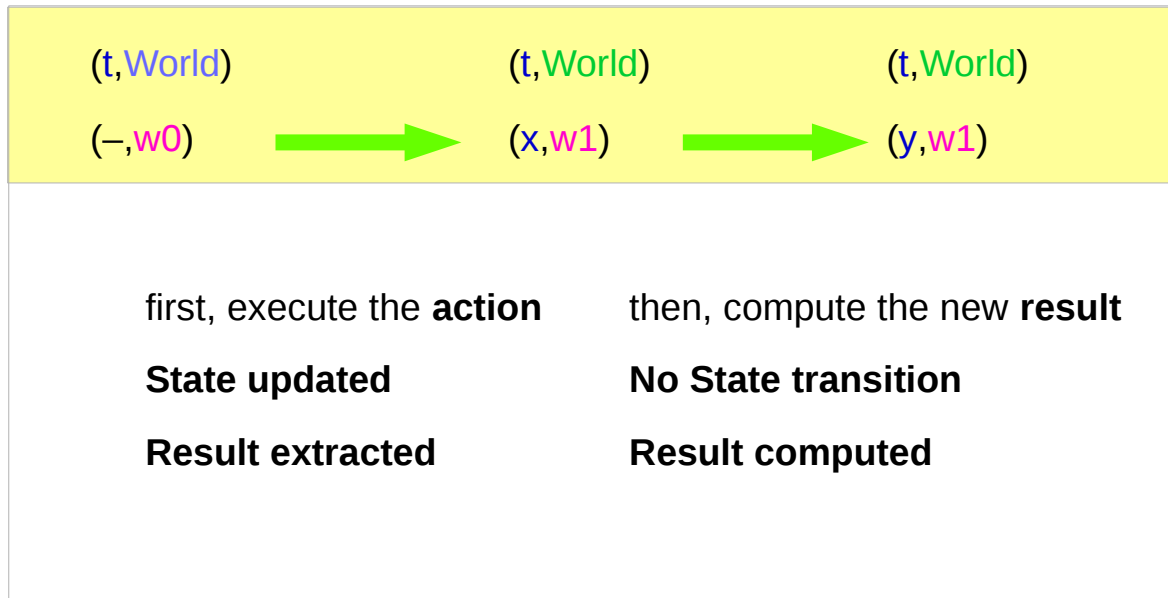 (t,World) (t,World) (t,World)
(–,w0) (x,w1) (y,w1)
first, execute the action then, compute the new result
State updated No State transition
Result extracted Result computed